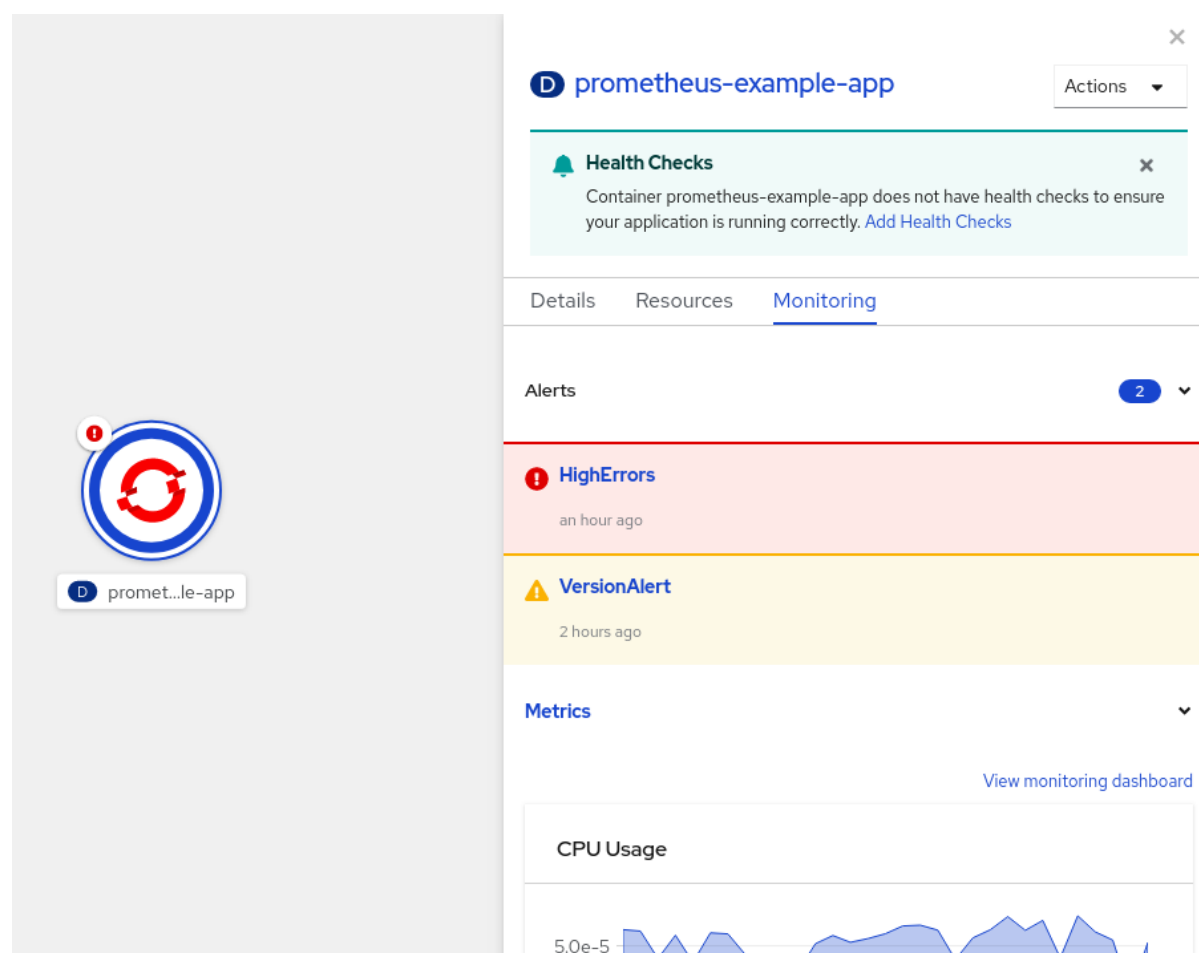 D prometheus-example-app
Actions
Health Checks
Container prometheus-example-app does not have health checks to ensure
your application is running correctly. Add Health Checks
Details Resources Monitoring
Alerts 2
HighErrors
an hour ago
D promet...le-app
VersionAlert
2 hours ago
Metrics
View monitoring dashboard
CPU Usage
5.0e-5